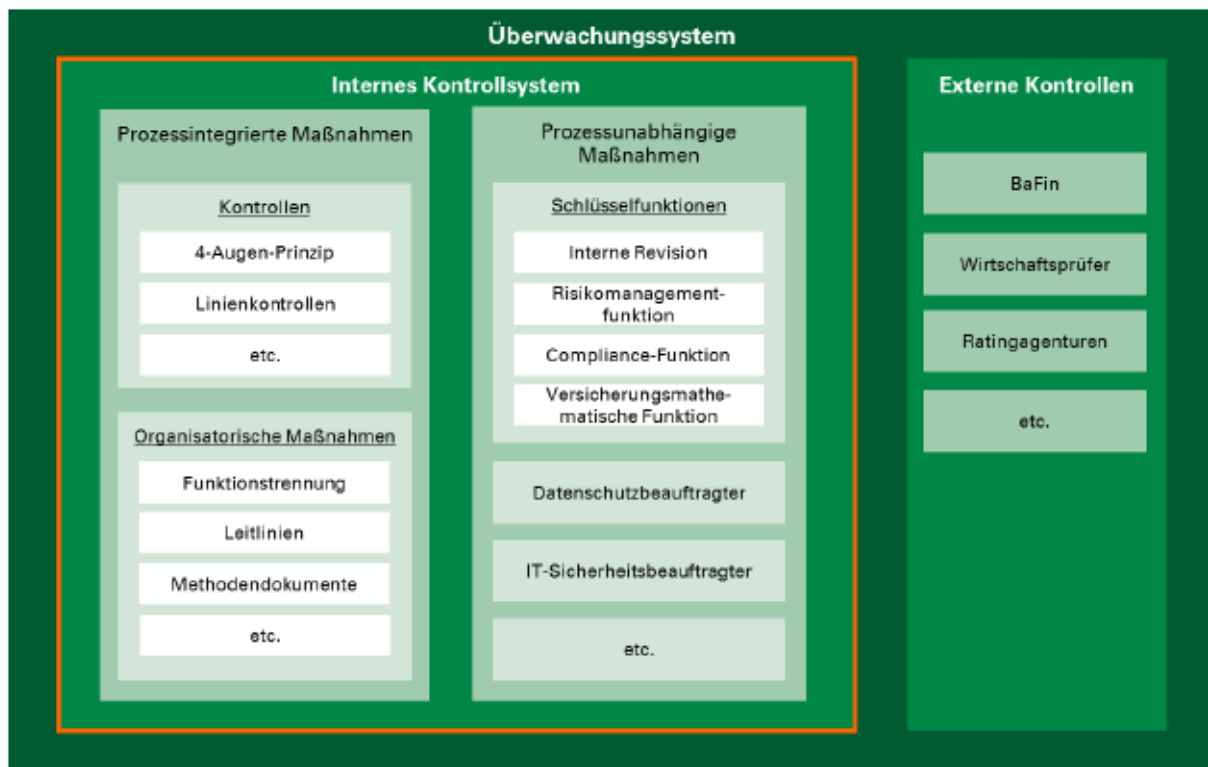 Überwachungssystem
Internes Kontrollsystem
Prozessintegrierte Maßnahmen
Kontrollen
4-Augen-Prinzip
Linienkontrollen
etc.
Organisatorische Maßnahmen
Funktionstrennung
Leitlinien
Methodendokumente
etc.
Prozessunabhängige
Maßnahmen
Schlüsselfunktionen
Interne Revision
Risikomanagement-
funktion
Compliance-Funktion
Versicherungsmathe-
matische Funktion
Datenschutzbeauftragter
IT-Sicherheitsbeauftragter
etc.
Externe Kontrollen
BaFin
Wirtschaftsprüfer
Ratingagenturen
etc.